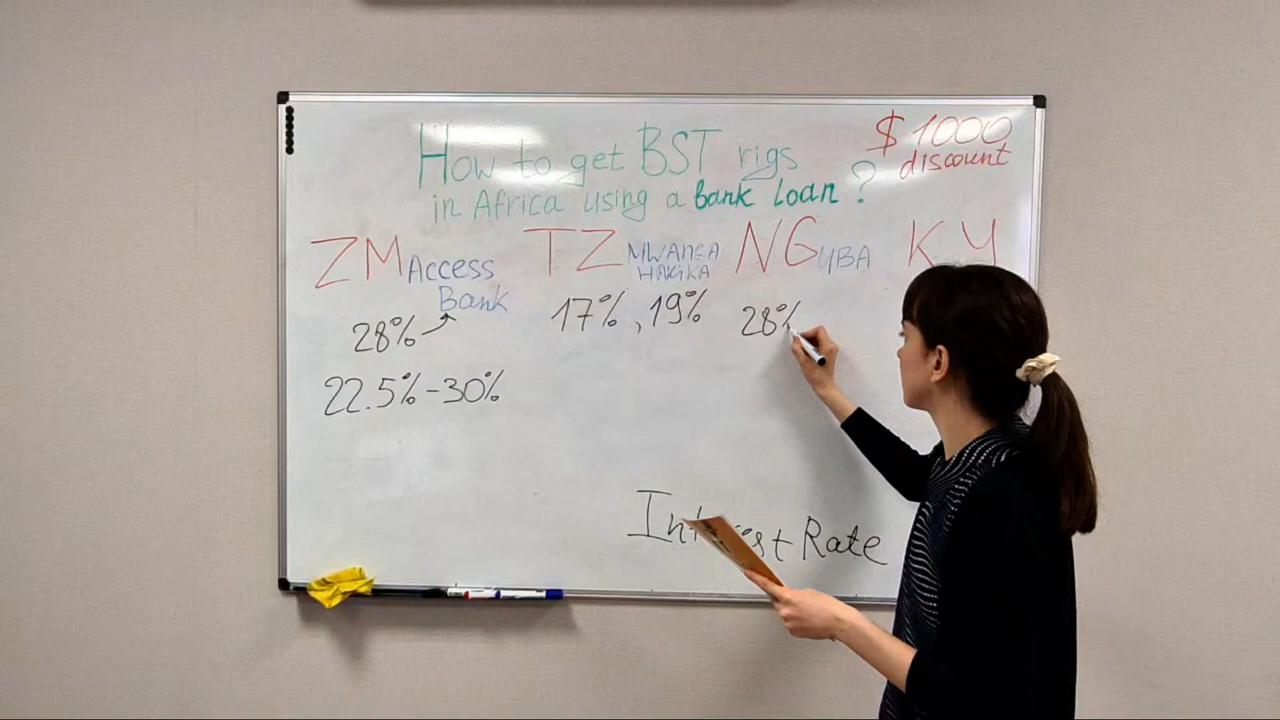 How to get BST rigs
in Africa using a bank loan?
$1000
discount
ZM Access
Bank
28%
22.5%-30%
TZ MWANGA
HAKIKA
17%, 19%
NG UBA
28%
KY
Interest Rate